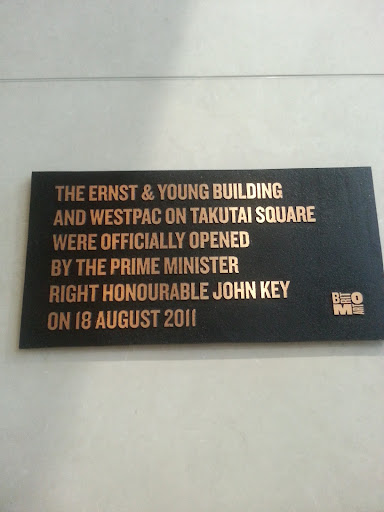 THE ERNST & YOUNG BUILDING
AND WESTPAC ON TAKUTAI SQUARE
WERE OFFICIALLY OPENED
BY THE PRIME MINISTER
RIGHT HONOURABLE JOHN KEY
ON 18 AUGUST 2011
BRITOMART